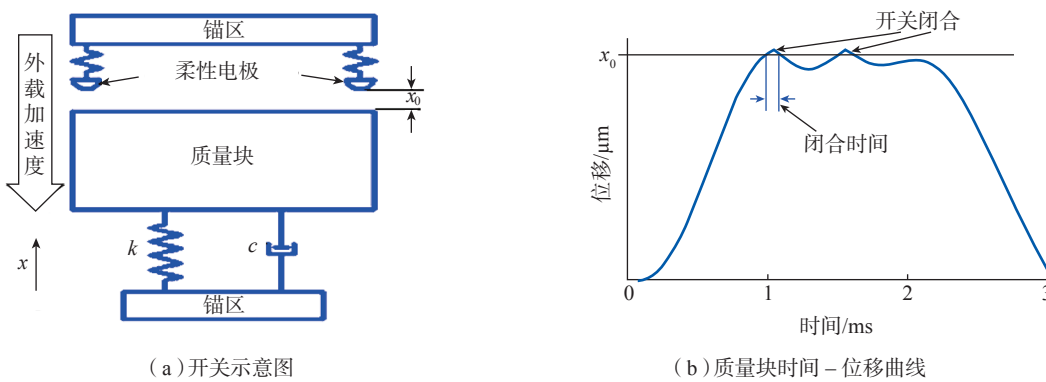 锚区
柔性电极
外载加速度
x₀
质量块
k
c
x
锚区
（a）开关示意图
开关闭合
x₀
闭合时间
位移/μm
0
1
2
3
时间/ms
（b）质量块时间 – 位移曲线